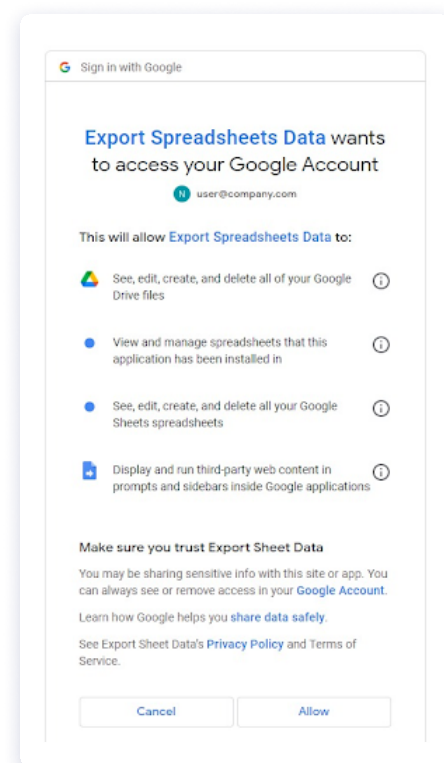 Sign in with Google
Export Spreadsheets Data wants
to access your Google Account
N user@company.com
This will allow Export Spreadsheets Data to:
See, edit, create, and delete all of your Google
Drive files
View and manage spreadsheets that this
application has been installed in
See, edit, create, and delete all your Google
Sheets spreadsheets
Display and run third-party web content in
prompts and sidebars inside Google applications
Make sure you trust Export Sheet Data
You may be sharing sensitive info with this site or app. You
can always see or remove access in your Google Account.
Learn how Google helps you share data safely.
See Export Sheet Data's Privacy Policy and Terms of
Service.
Cancel
Allow